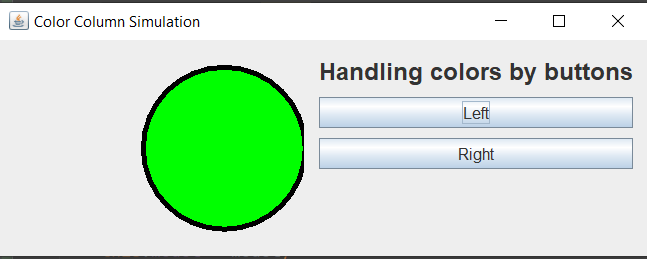 Color Column Simulation
Handling colors by buttons
Left
Right